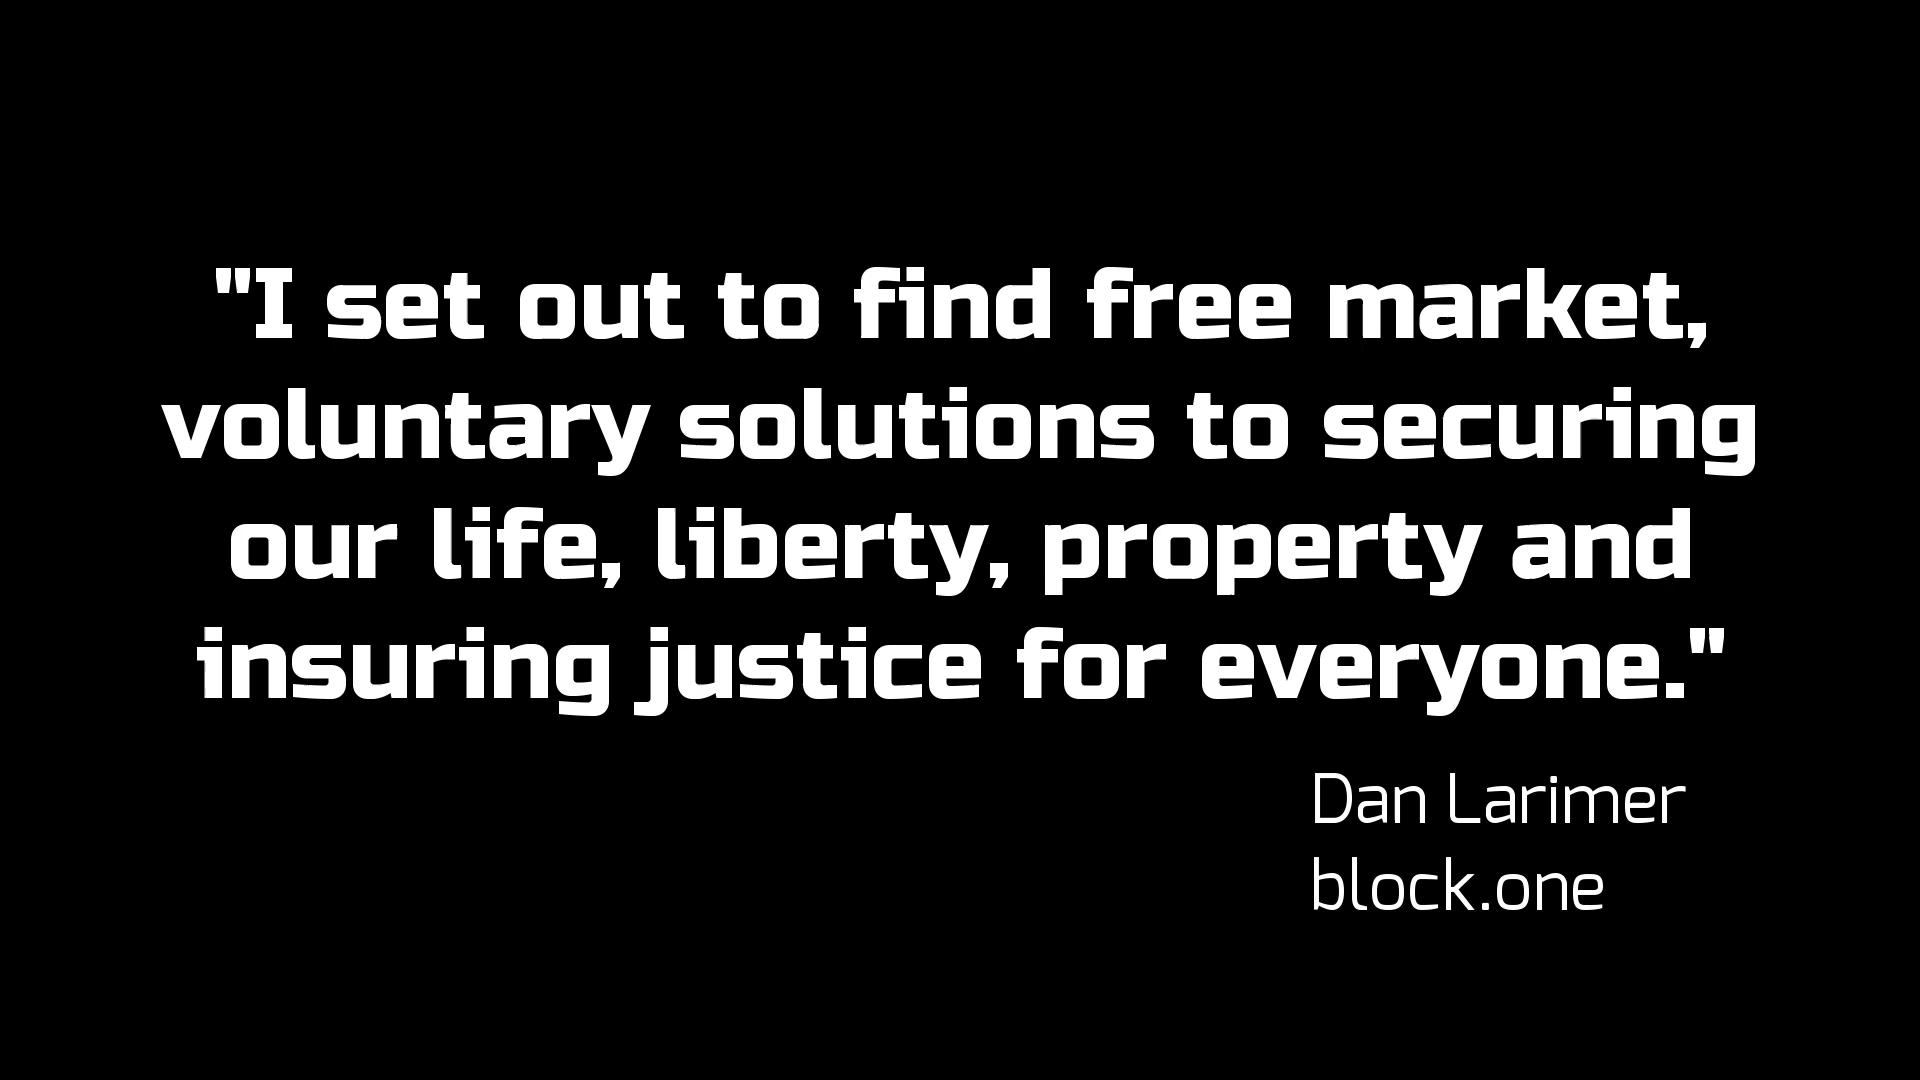 "I set out to find free market,
voluntary solutions to securing
our life, liberty, property and
insuring justice for everyone."
Dan Larimer
block.one